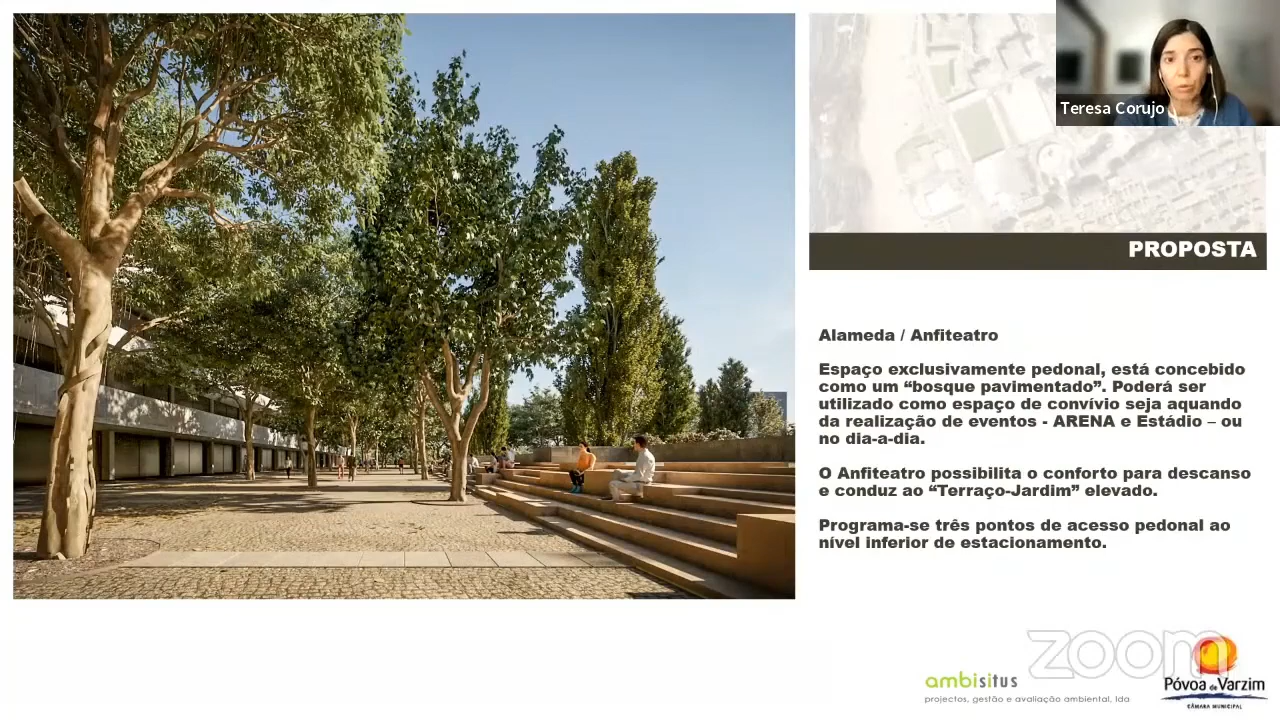 Teresa Corujo
PROPOSTA
Alameda / Anfiteatro
Espaço exclusivamente pedonal, está concebido
como um “bosque pavimentado”. Poderá ser
utilizado como espaço de convívio seja aquando
da realização de eventos - ARENA e Estádio – ou
no dia-a-dia.
O Anfiteatro possibilita o conforto para descanso
e conduz ao “Terraço-Jardim” elevado.
Programa-se três pontos de acesso pedonal ao
nível inferior de estacionamento.
zoom
ambisitus
projectos, gestão e avaliação ambiental, lda
Póvoa de Varzim
CÂMARA MUNICIPAL